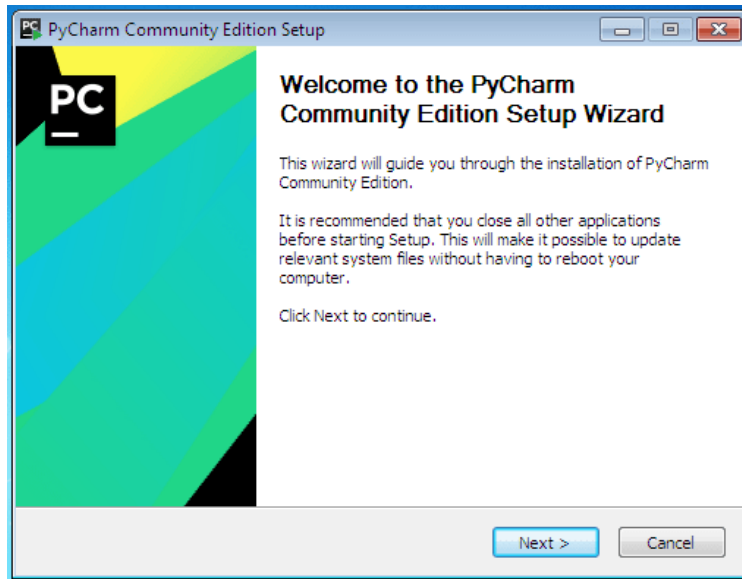 PyCharm Community Edition Setup
PC
Welcome to the PyCharm
Community Edition Setup Wizard
This wizard will guide you through the installation of PyCharm
Community Edition.
It is recommended that you close all other applications
before starting Setup. This will make it possible to update
relevant system files without having to reboot your
computer.
Click Next to continue.
Next >
Cancel